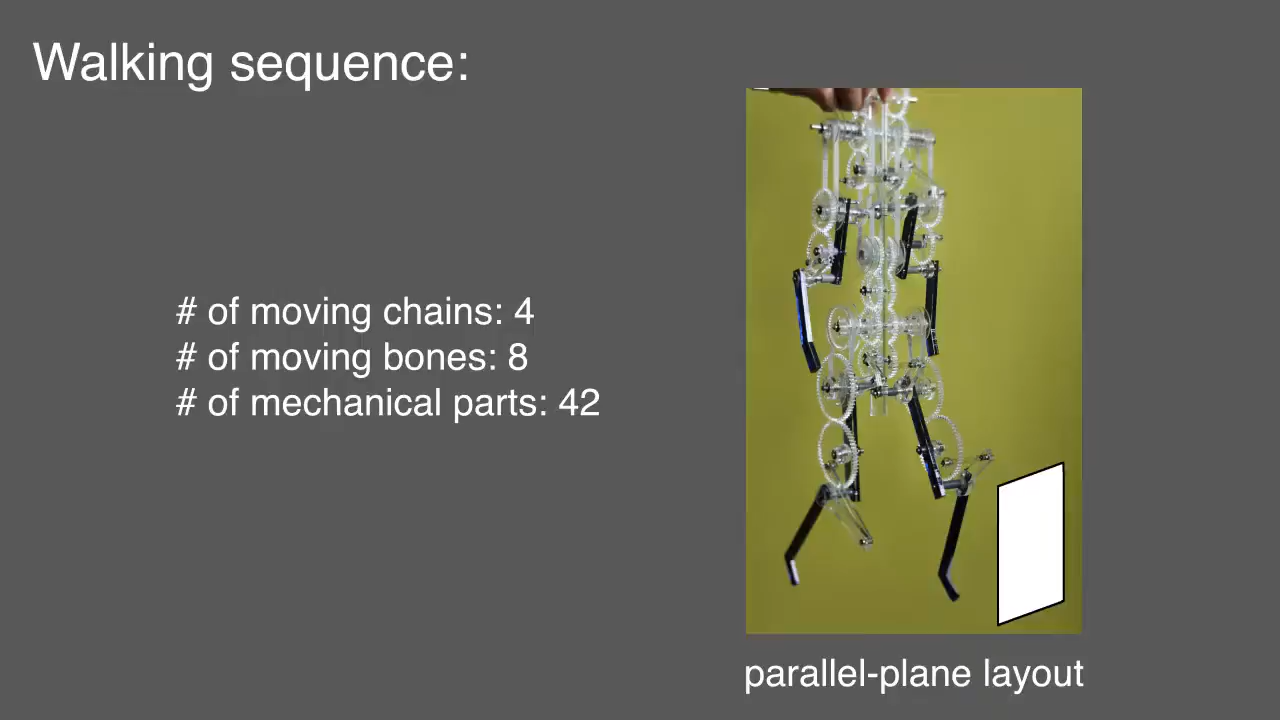 Walking sequence:
# of moving chains: 4
# of moving bones: 8
# of mechanical parts: 42
parallel-plane layout